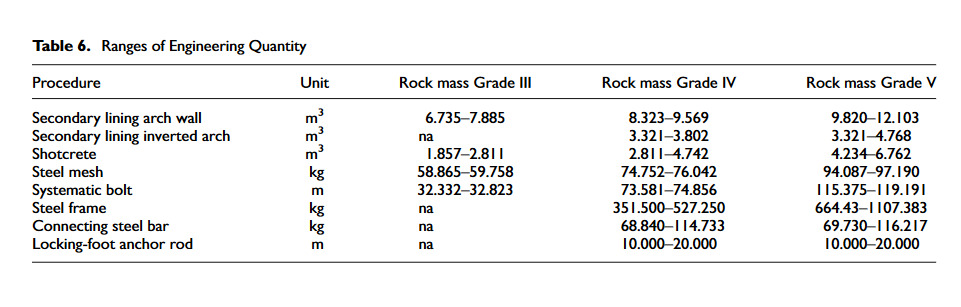 Table 6. Ranges of Engineering Quantity
Procedure Unit Rock mass Grade III Rock mass Grade IV Rock mass Grade V
Secondary lining arch wall m³ 6.735–7.885 8.323–9.569 9.820–12.103
Secondary lining inverted arch m³ na 3.321–3.802 3.321–4.768
Shotcrete m³ 1.857–2.811 2.811–4.742 4.234–6.762
Steel mesh kg 58.865–59.758 74.752–76.042 94.087–97.190
Systematic bolt m 32.332–32.823 73.581–74.856 115.375–119.191
Steel frame kg na 351.500–527.250 664.43–1107.383
Connecting steel bar kg na 68.840–114.733 69.730–116.217
Locking-foot anchor rod m na 10.000–20.000 10.000–20.000